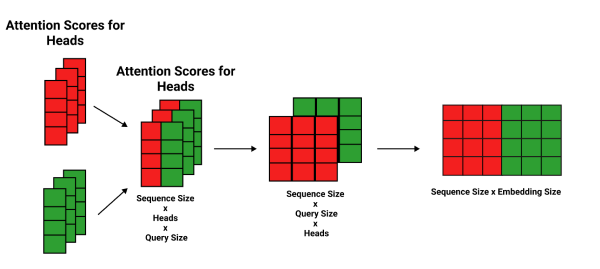 Attention Scores for
Heads
Attention Scores for
Heads
Sequence Size
x
Heads
x
Query Size
Sequence Size
x
Query Size
x
Heads
Sequence Size x Embedding Size